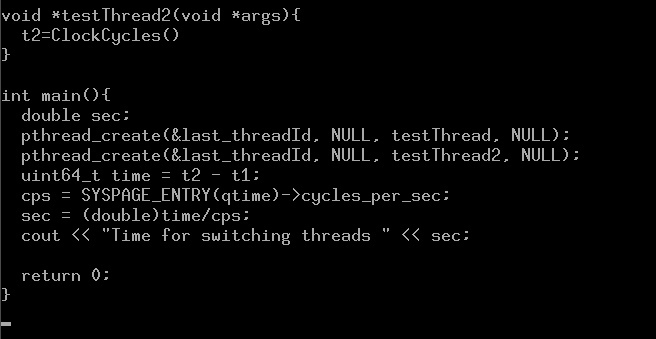 void *testThread2(void *args){
  t2=ClockCycles()
}

int main(){
  double sec;
  pthread_create(&last_threadId, NULL, testThread, NULL);
  pthread_create(&last_threadId, NULL, testThread2, NULL);
  uint64_t time = t2 - t1;
  cps = SYSPAGE_ENTRY(qtime)->cycles_per_sec;
  sec = (double)time/cps;
  cout << "Time for switching threads " << sec;

  return 0;
}